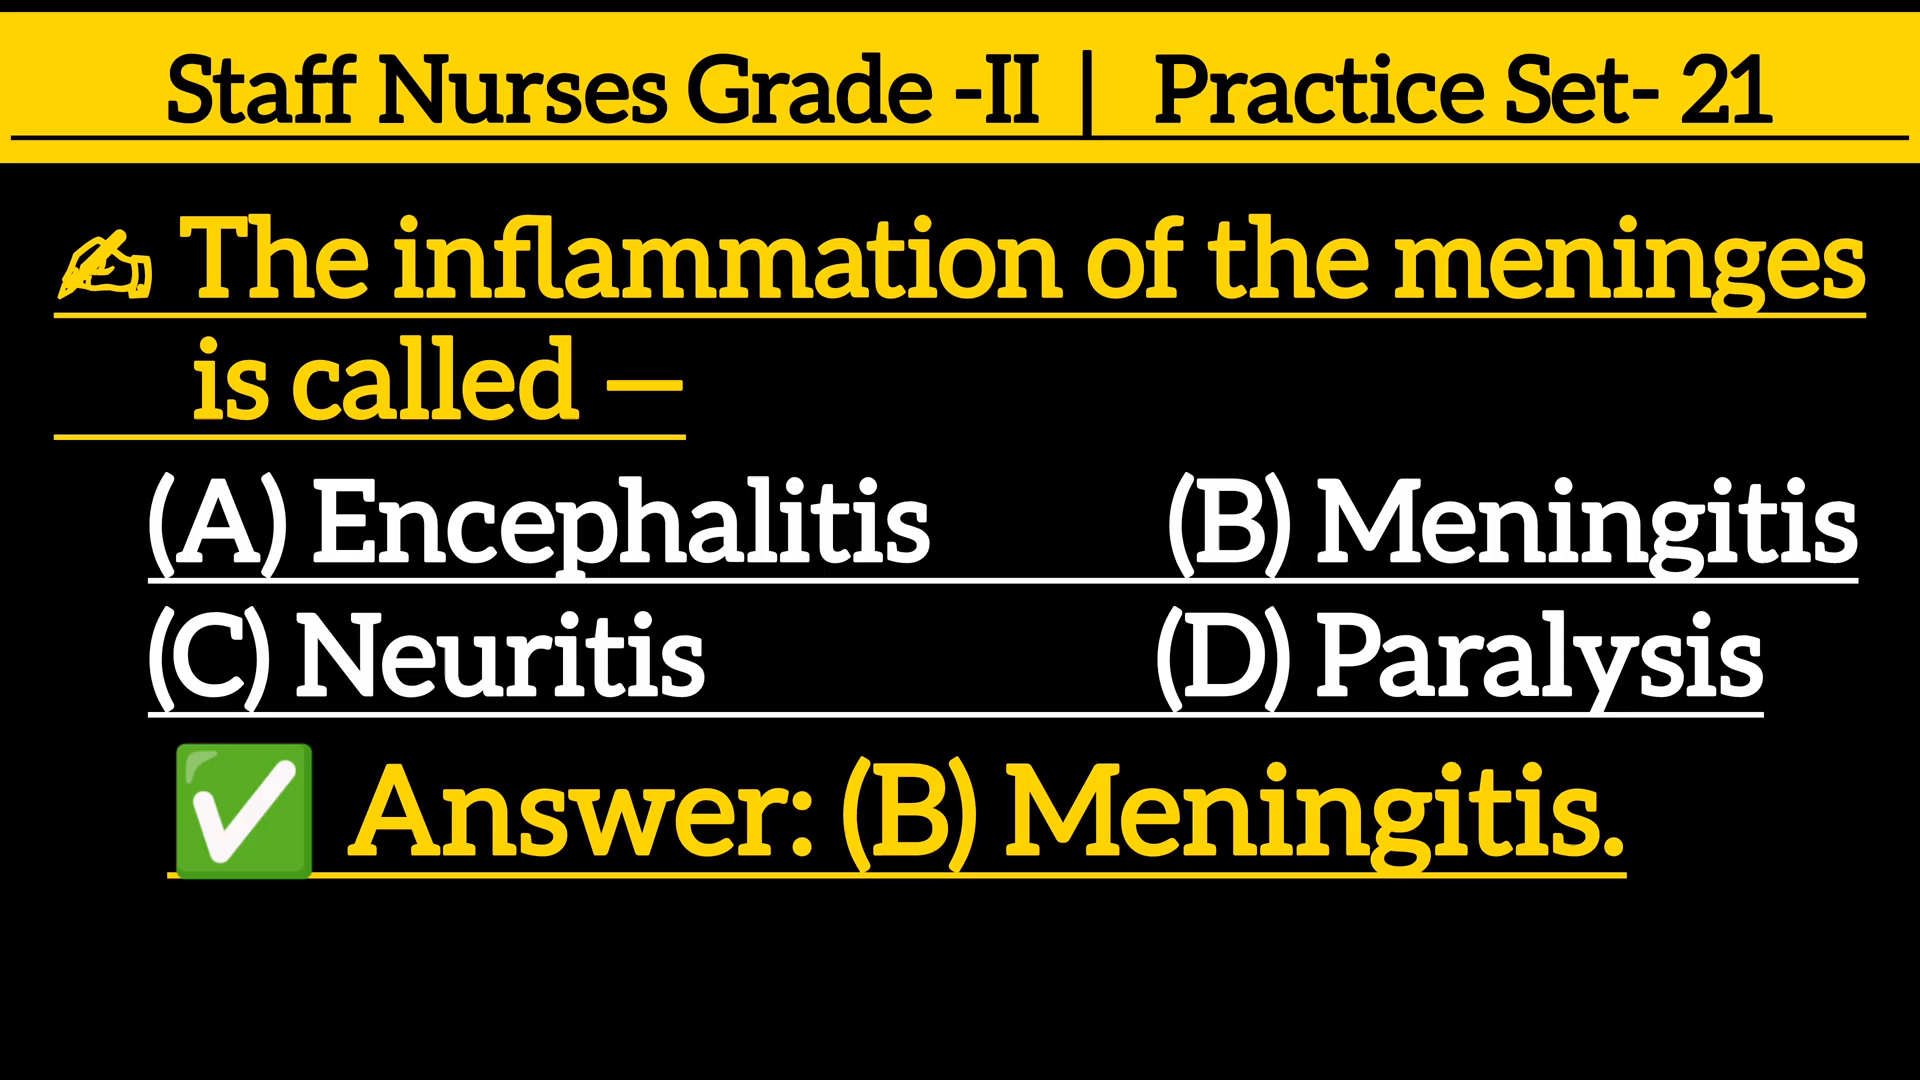 Staff Nurses Grade -II | Practice Set- 21
✍ The inflammation of the meninges
is called —
(A) Encephalitis (B) Meningitis
(C) Neuritis (D) Paralysis
✅ Answer: (B) Meningitis.